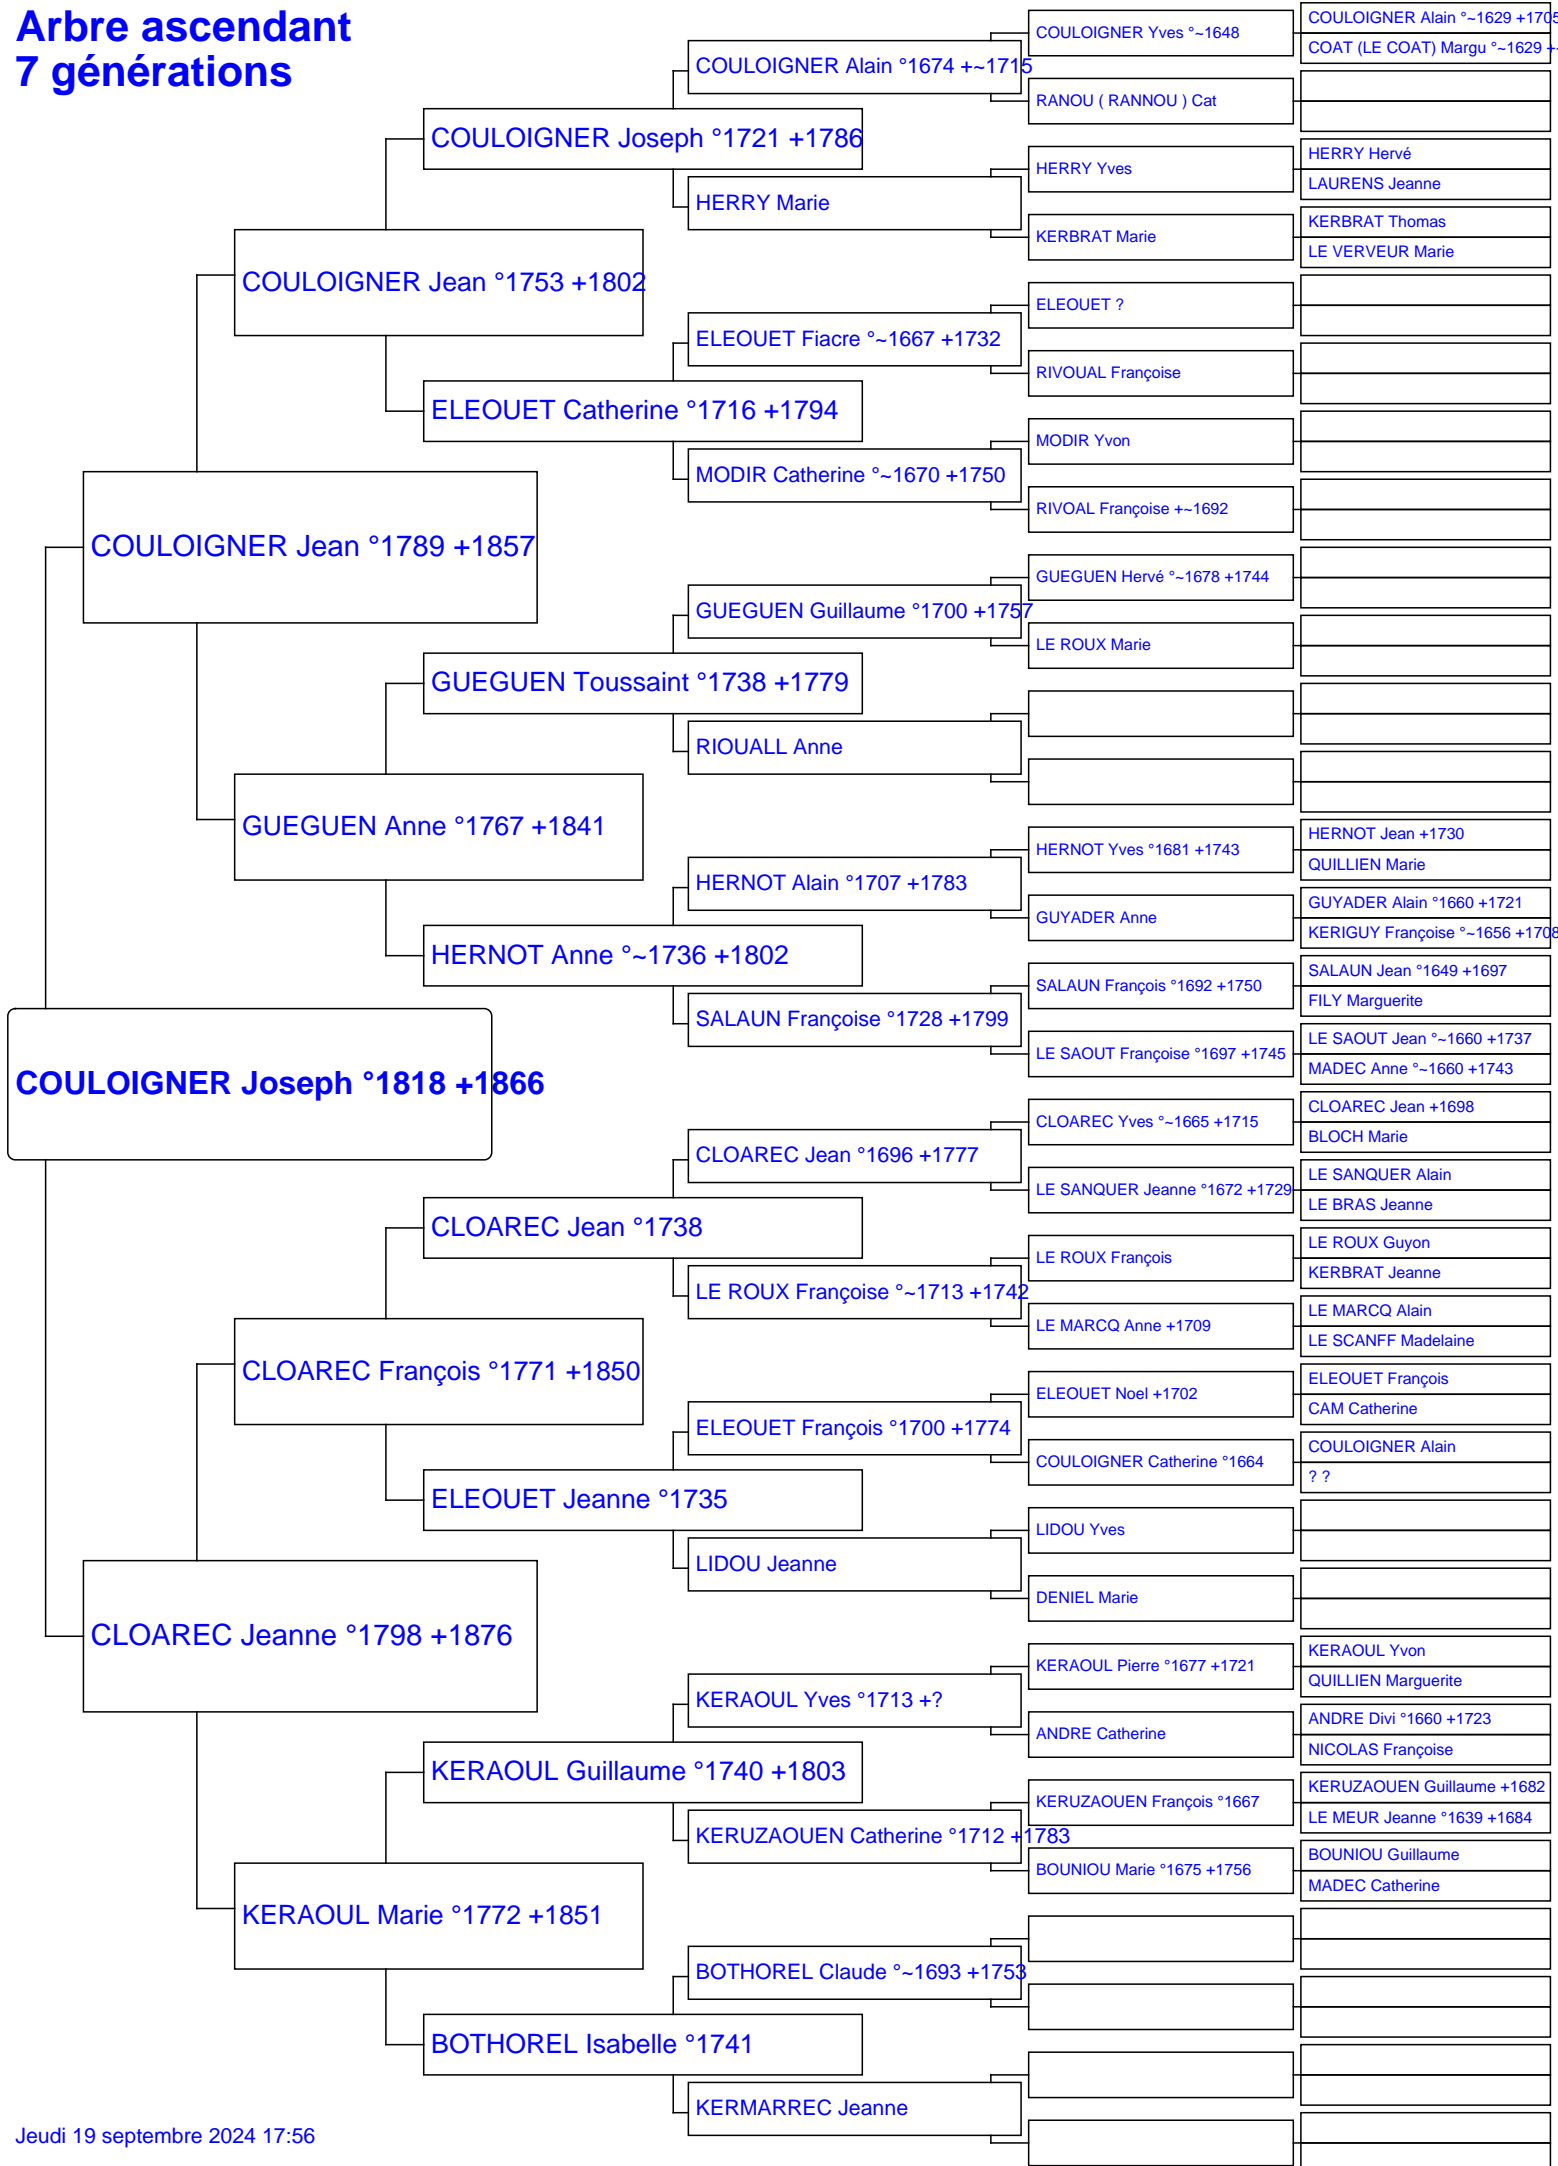 Arbre ascendant
7 générations
COULOIGNER Joseph °1818 +1866
COULOIGNER Jean °1789 +1857
CLOAREC Jeanne °1798 +1876
COULOIGNER Jean °1753 +1802
GUEGUEN Anne °1767 +1841
CLOAREC François °1771 +1850
KERAOUL Marie °1772 +1851
COULOIGNER Joseph °1721 +1786
ELEOUET Catherine °1716 +1794
GUEGUEN Toussaint °1738 +1779
HERNOT Anne °~1736 +1802
CLOAREC Jean °1738
ELEOUET Jeanne °1735
KERAOUL Guillaume °1740 +1803
BOTHOREL Isabelle °1741
COULOIGNER Alain °1674 +~1715
HERRY Marie
ELEOUET Fiacre °~1667 +1732
MODIR Catherine °~1670 +1750
GUEGUEN Guillaume °1700 +1757
RIOUALL Anne
HERNOT Alain °1707 +1783
SALAUN Françoise °1728 +1799
CLOAREC Jean °1696 +1777
LE ROUX Françoise °~1713 +1742
ELEOUET François °1700 +1774
LIDOU Jeanne
KERAOUL Yves °1713 +?
KERUZAOUEN Catherine °1712 +1783
BOTHOREL Claude °~1693 +1753
KERMARREC Jeanne
COULOIGNER Yves °~1648
RANOU ( RANNOU ) Cat
HERRY Yves
KERBRAT Marie
ELEOUET ?
RIVOUAL Françoise
MODIR Yvon
RIVOAL Françoise +~1692
GUEGUEN Hervé °~1678 +1744
LE ROUX Marie
HERNOT Yves °1681 +1743
GUYADER Anne
SALAUN François °1692 +1750
LE SAOUT Françoise °1697 +1745
CLOAREC Yves °~1665 +1715
LE SANQUER Jeanne °1672 +1729
LE ROUX François
LE MARCQ Anne +1709
ELEOUET Noel +1702
COULOIGNER Catherine °1664
LIDOU Yves
DENIEL Marie
KERAOUL Pierre °1677 +1721
ANDRE Catherine
KERUZAOUEN François °1667
BOUNIOU Marie °1675 +1756
COULOIGNER Alain °~1629 +1705
COAT (LE COAT) Margu °~1629 +
HERRY Hervé
LAURENS Jeanne
KERBRAT Thomas
LE VERVEUR Marie
HERNOT Jean +1730
QUILLIEN Marie
GUYADER Alain °1660 +1721
KERIGUY Françoise °~1656 +1708
SALAUN Jean °1649 +1697
FILY Marguerite
LE SAOUT Jean °~1660 +1737
MADEC Anne °~1660 +1743
CLOAREC Jean +1698
BLOCH Marie
LE SANQUER Alain
LE BRAS Jeanne
LE ROUX Guyon
KERBRAT Jeanne
LE MARCQ Alain
LE SCANFF Madelaine
ELEOUET François
CAM Catherine
COULOIGNER Alain
? ?
KERAOUL Yvon
QUILLIEN Marguerite
ANDRE Divi °1660 +1723
NICOLAS Françoise
KERUZAOUEN Guillaume +1682
LE MEUR Jeanne °1639 +1684
BOUNIOU Guillaume
MADEC Catherine
Jeudi 19 septembre 2024 17:56